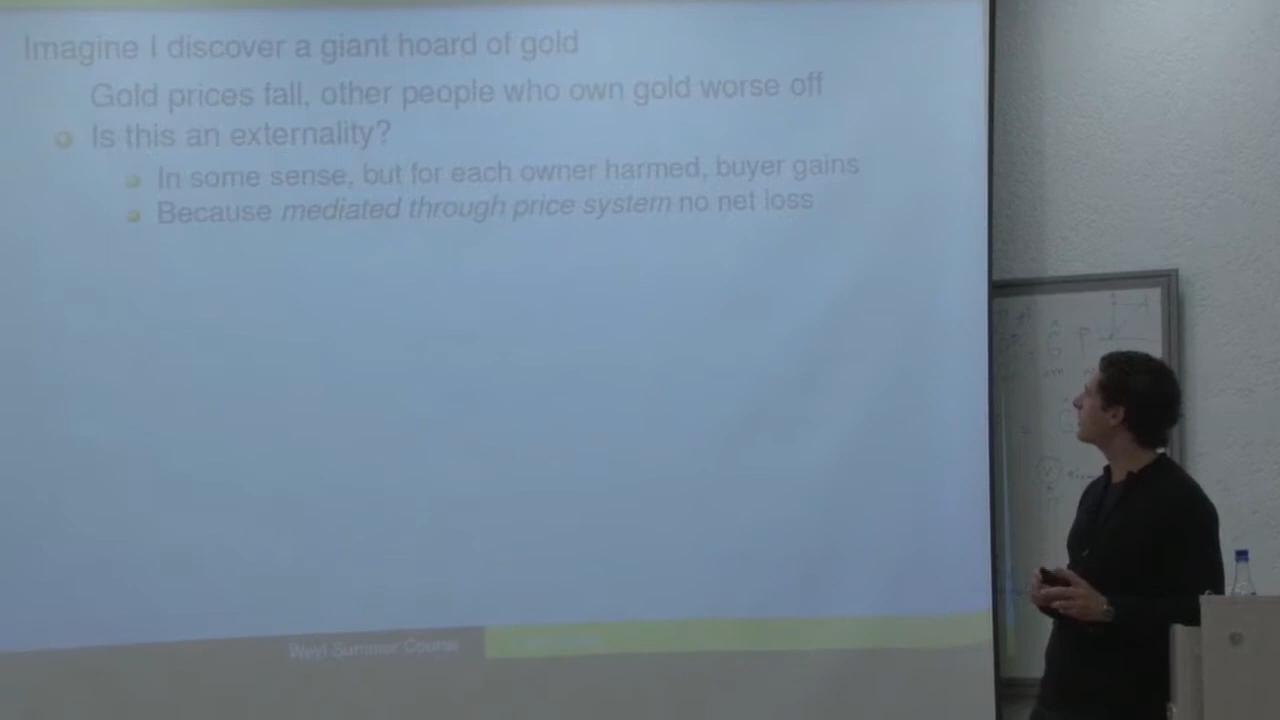 Imagine I discover a giant hoard of gold
Gold prices fall, other people who own gold worse off
Is this an externality?
In some sense, but for each owner harmed, buyer gains
Because mediated through price system no net loss
Weyl Summer Course